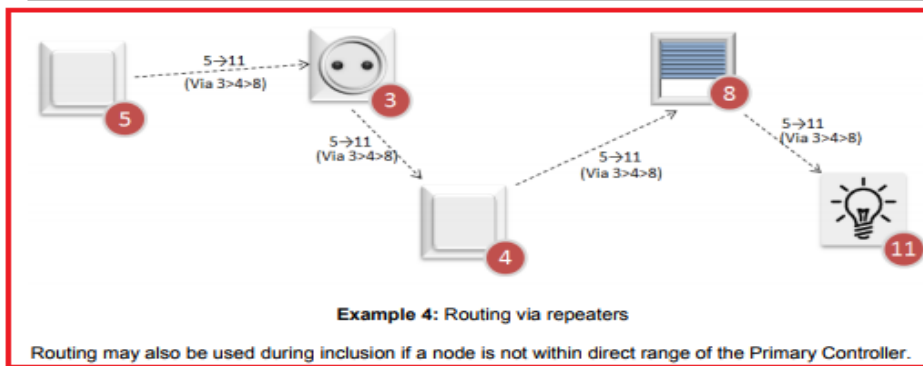 5→11
(Via 3>4>8)
5
3
5→11
(Via 3>4>8)
4
5→11
(Via 3>4>8)
8
5→11
(Via 3>4>8)
11
Example 4: Routing via repeaters
Routing may also be used during inclusion if a node is not within direct range of the Primary Controller.